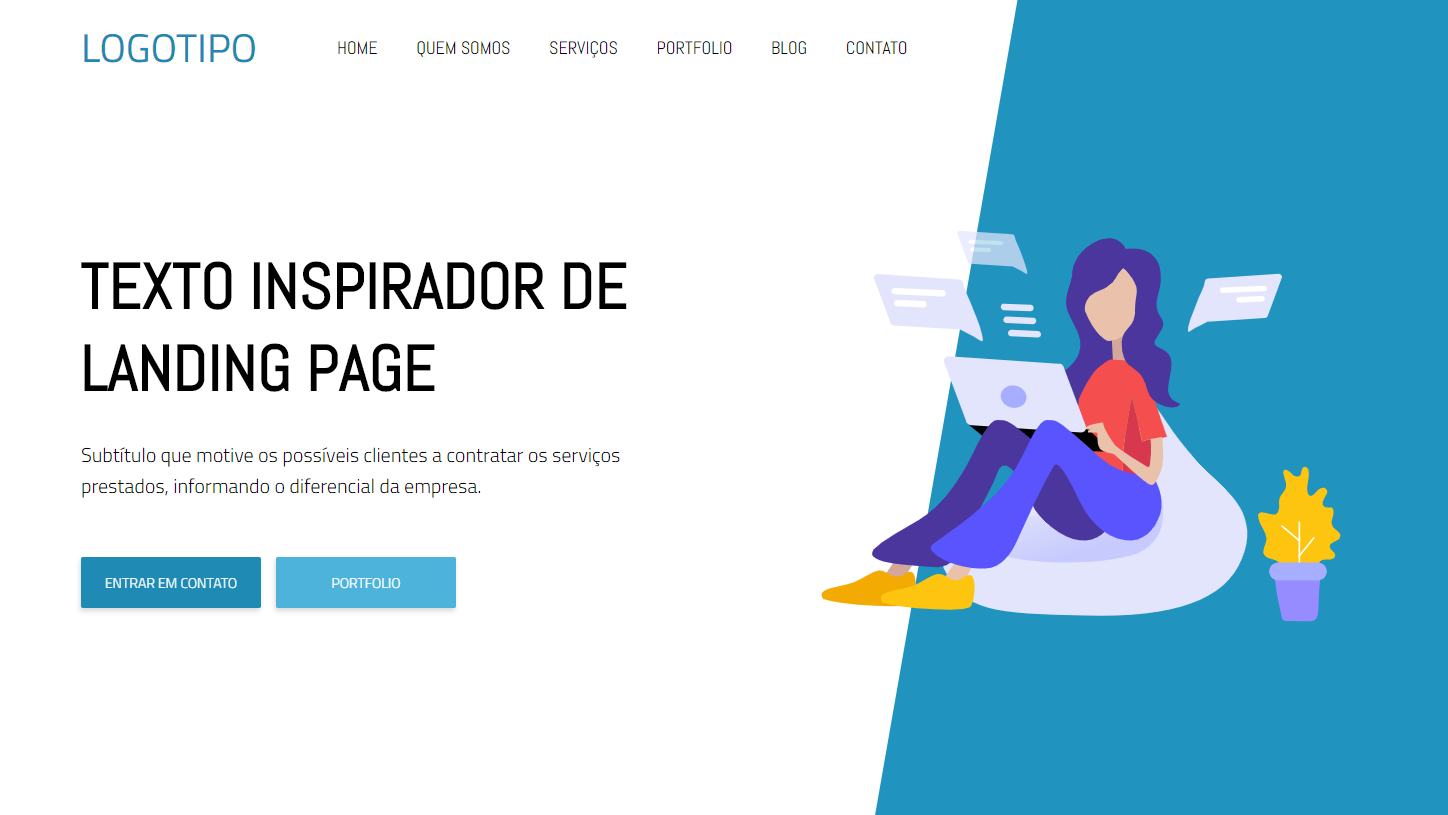 LOGOTIPO HOME QUEM SOMOS SERVIÇOS PORTFOLIO BLOG CONTATO
TEXTO INSPIRADOR DE
LANDING PAGE
Subtítulo que motive os possíveis clientes a contratar os serviços
prestados, informando o diferencial da empresa.
ENTRAR EM CONTATO PORTFOLIO